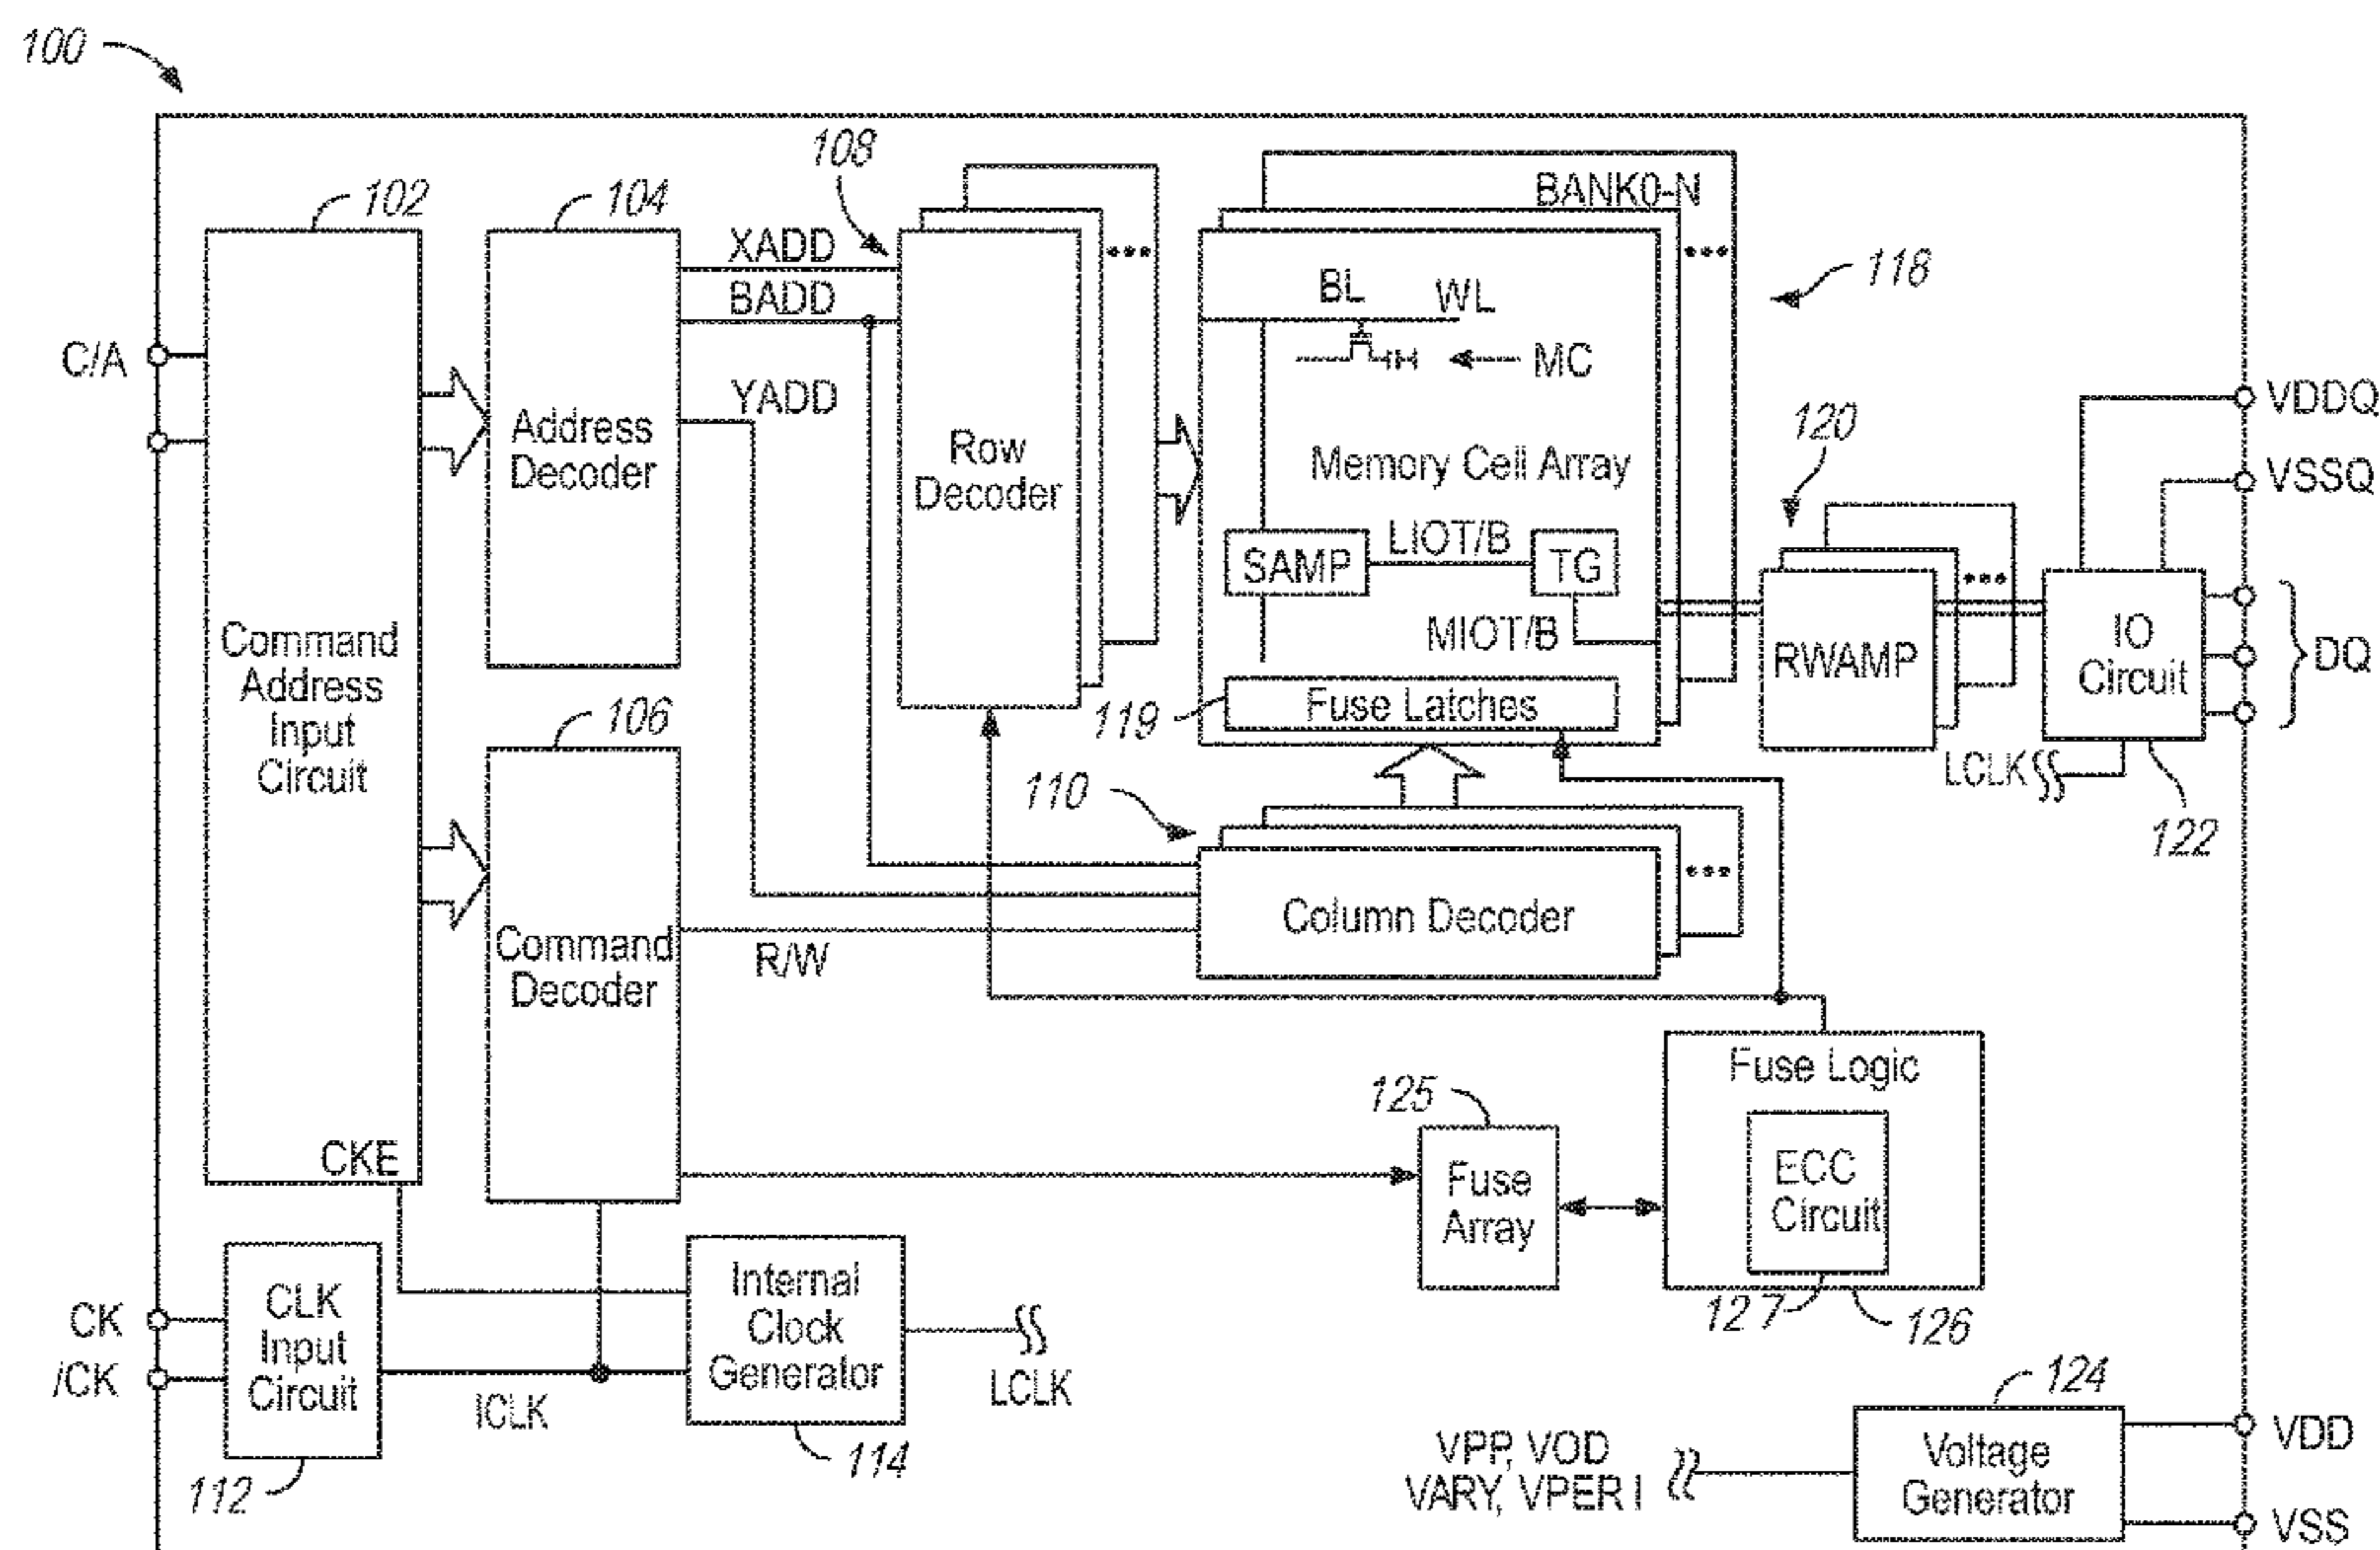 100
108
BANK0-N
102
104
XADD
118
BADD
BL
WL
C/A
MC
YADD
VDDQ
120
Address
Decoder
Row
Decoder
Memory Cell Array
VSSQ
LIOT/B
SAMP
TG
Command
Address
Input
Circuit
MIOT/B
RWAMP
IO
Circuit
DQ
106
119
Fuse Latches
LCLK
110
122
Column Decoder
Command
Decoder
R/W
Fuse Logic
125
CKE
Fuse
Array
ECC
Circuit
Internal
Clock
Generator
CLK
Input
Circuit
CK
127
126
/CK
ICLK
LCLK
124
114
112
VPP, VOD
VARY, VPER I
Voltage
Generator
VDD
VSS